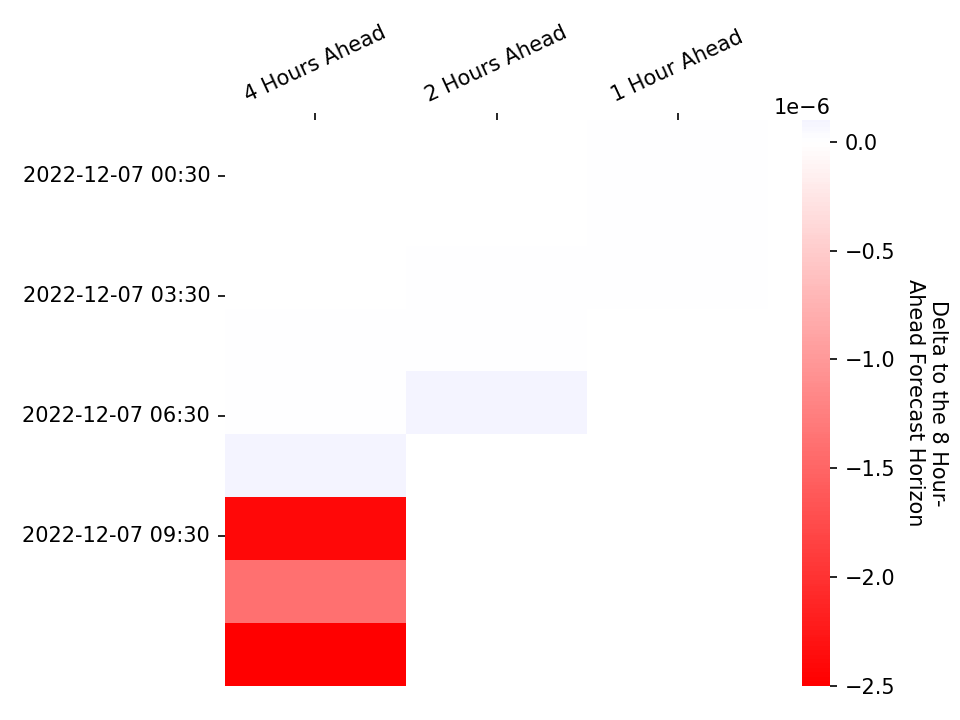 4 Hours Ahead
2 Hours Ahead
1 Hour Ahead
1e−6
2022-12-07 00:30
2022-12-07 03:30
2022-12-07 06:30
2022-12-07 09:30
0.0
−0.5
−1.0
−1.5
−2.0
−2.5
Delta to the 8 Hour-
Ahead Forecast Horizon